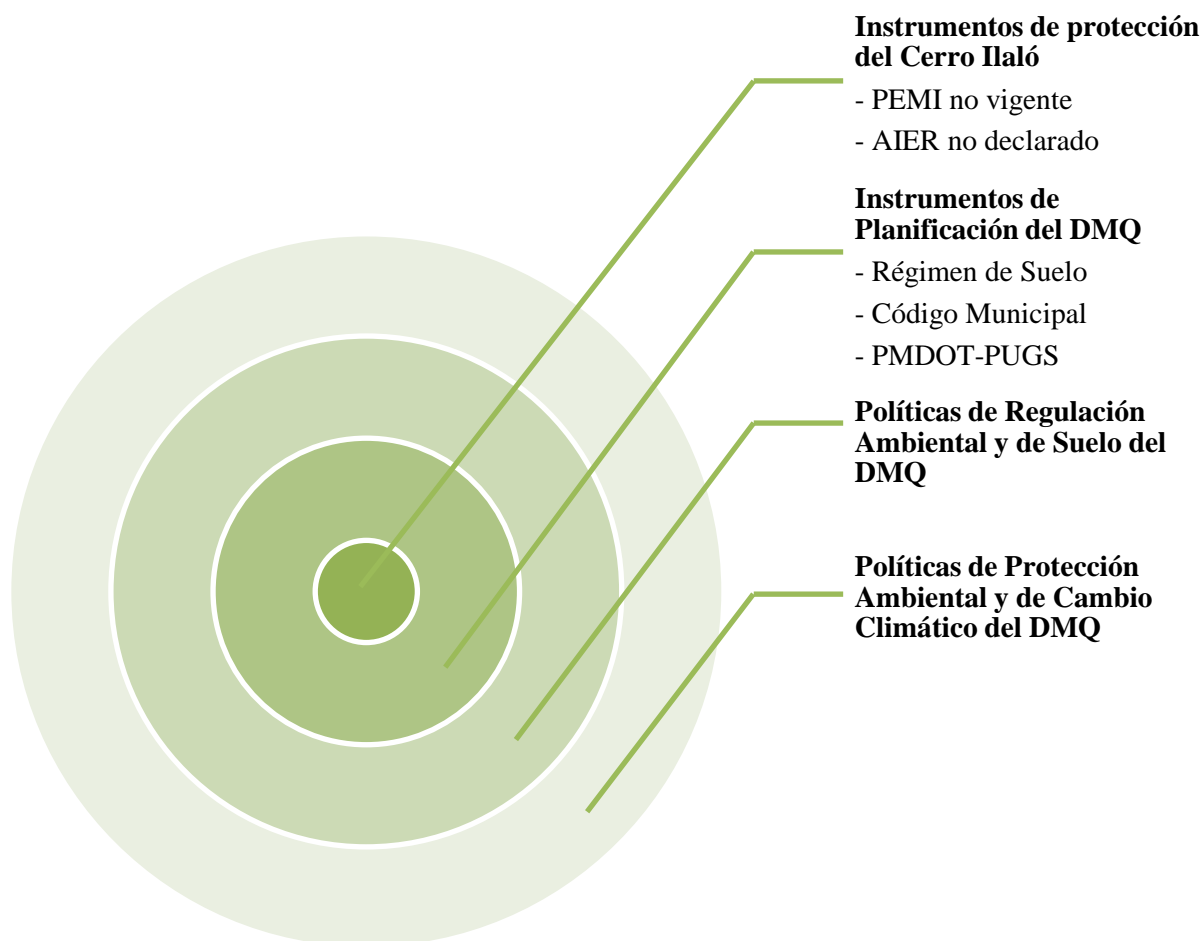 Instrumentos de protección
del Cerro Ilaló
- PEMI no vigente
- AIER no declarado
Instrumentos de
Planificación del DMQ
- Régimen de Suelo
- Código Municipal
- PMDOT-PUGS
Políticas de Regulación
Ambiental y de Suelo del
DMQ
Políticas de Protección
Ambiental y de Cambio
Climático del DMQ